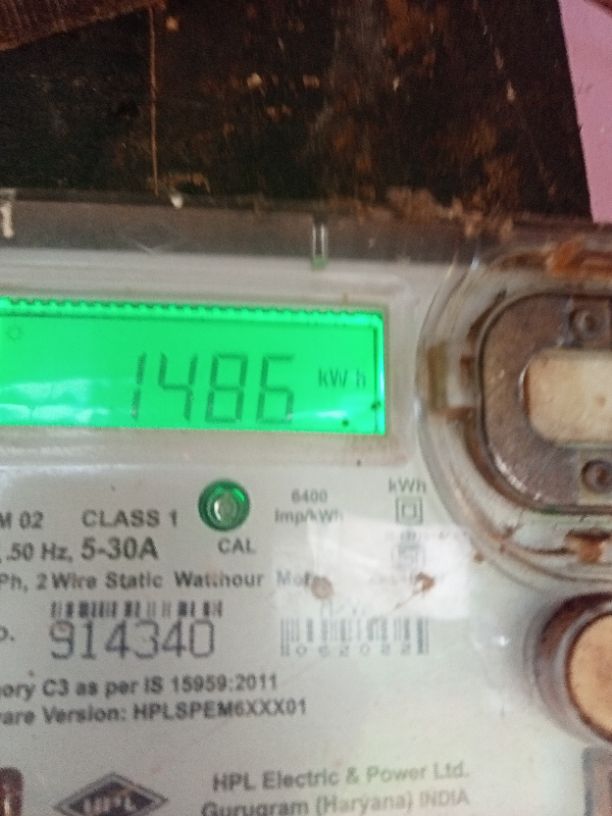 1486 kWh
6400
kWh
M 02 CLASS 1
Imp/kWh
.50 Hz, 5-30A
CAL
Ph, 2 Wire Static Watthour
914340
ory C3 as per IS 15959:2011
are Version: HPLSPEM6XXX01
HPL
HPL Electric & Power Ltd.
Gurugram (Haryana) INDIA